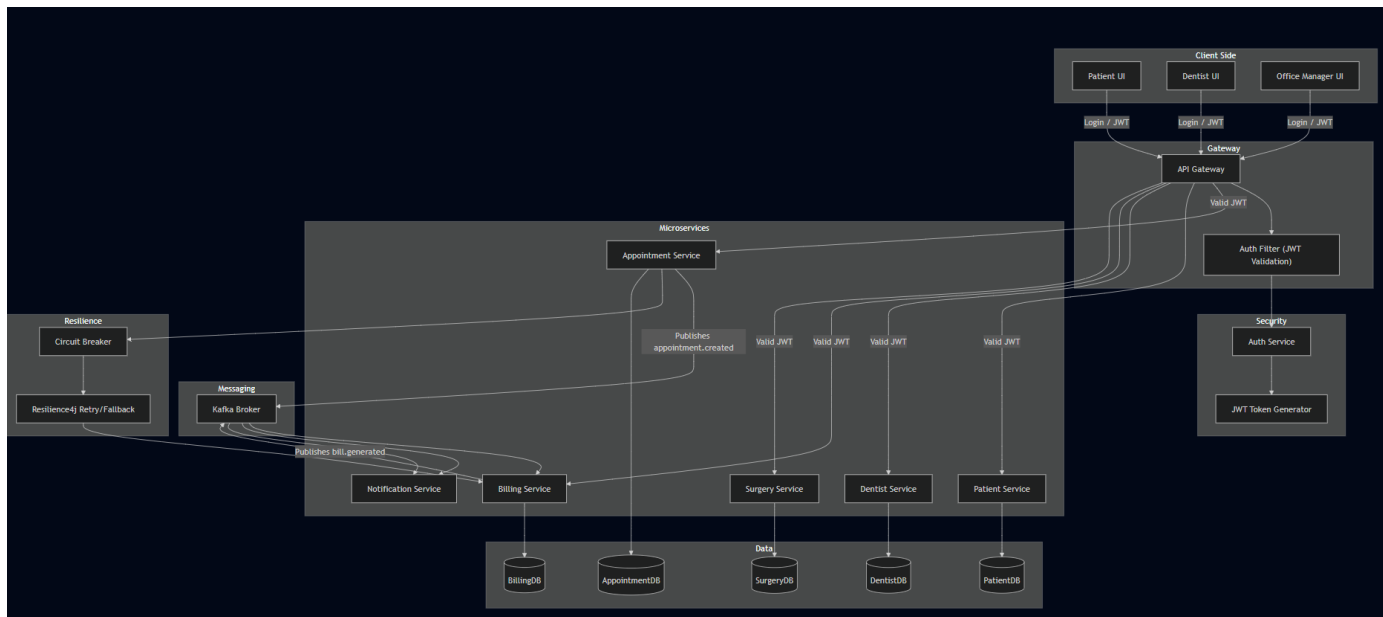 Client Side
Patient UI
Dentist UI
Office Manager UI
Login / JWT
Login / JWT
Login / JWT
Gateway
API Gateway
Valid JWT
Auth Filter (JWT
Validation)
Microservices
Appointment Service
Resilience
Circuit Breaker
Publishes
appointment.created
Valid JWT
Valid JWT
Valid JWT
Valid JWT
Security
Auth Service
JWT Token Generator
Messaging
Kafka Broker
Resilience4j Retry/Fallback
Publishes bill.generated
Notification Service
Billing Service
Surgery Service
Dentist Service
Patient Service
Data
BillingDB
AppointmentDB
SurgeryDB
DentistDB
PatientDB